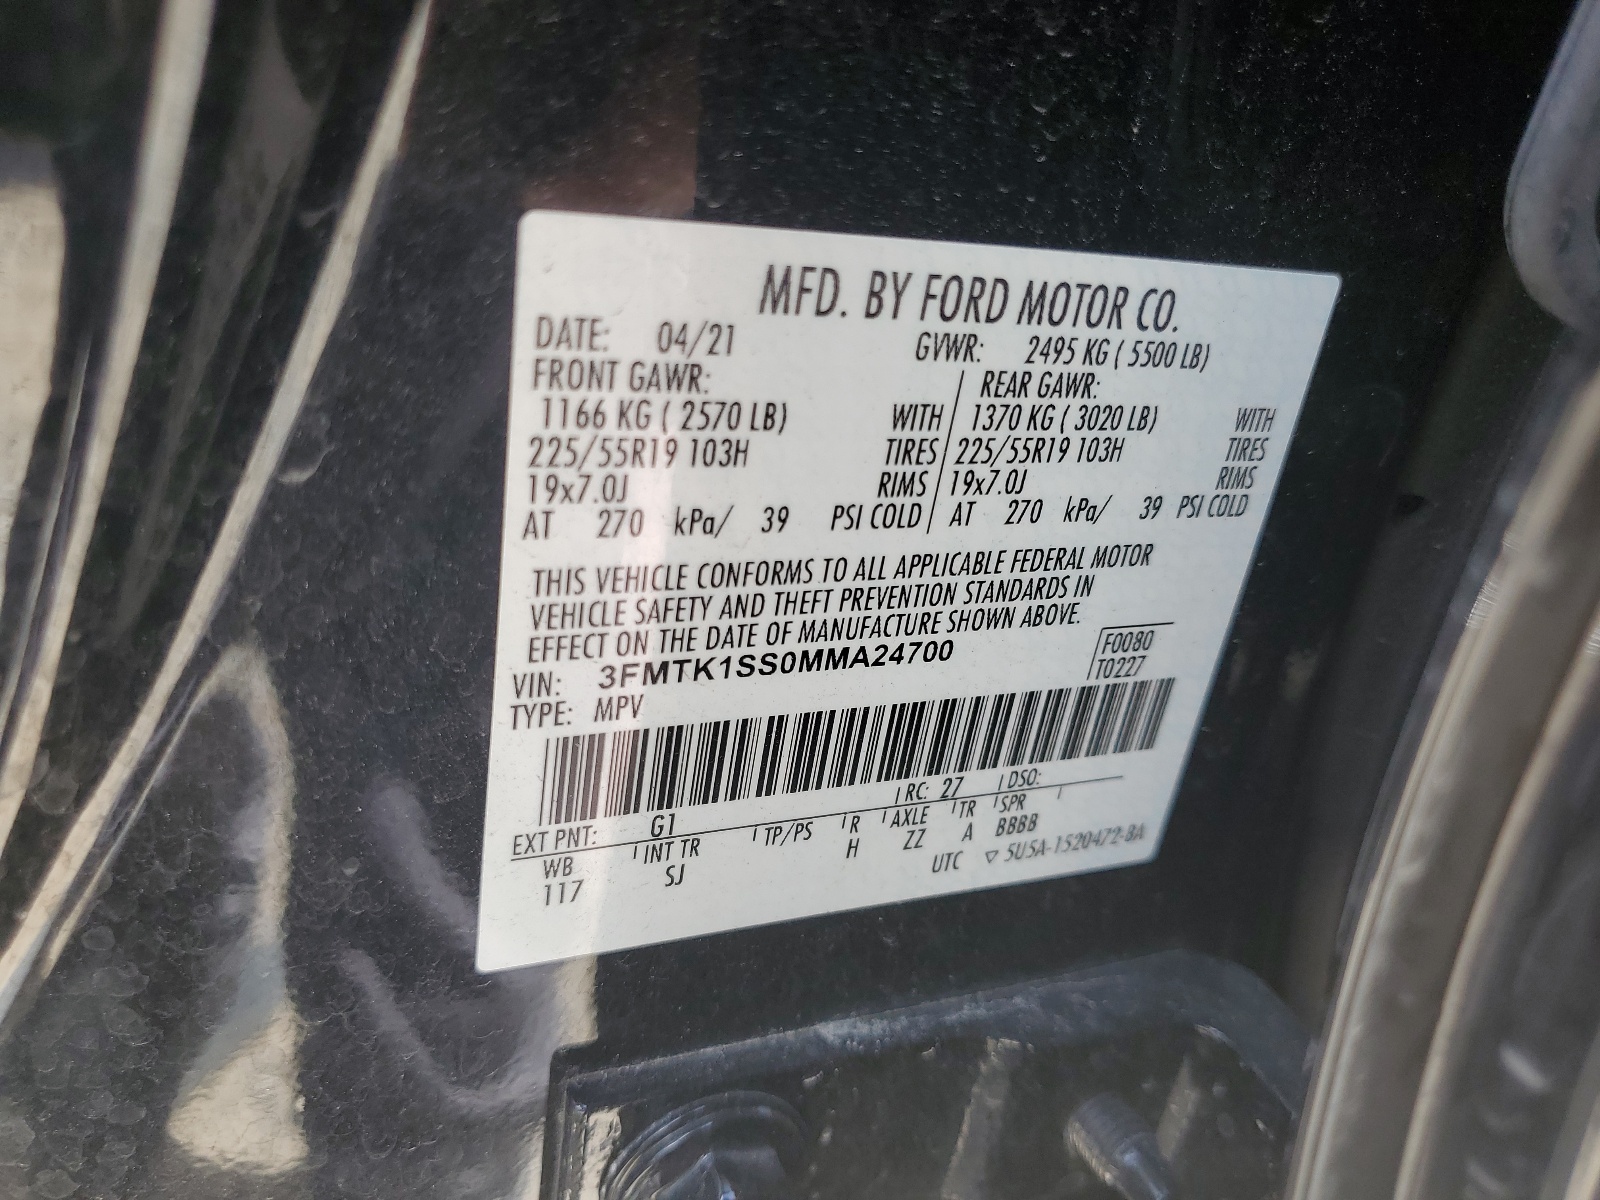 MFD. BY FORD MOTOR CO.
DATE: 04/21 GVWR: 2495 KG ( 5500 LB)
FRONT GAWR: REAR GAWR:
1166 KG ( 2570 LB) WITH 1370 KG ( 3020 LB) WITH
225/55R19 103H TIRES 225/55R19 103H TIRES
19x7.0J RIMS 19x7.0J RIMS
AT 270 kPa/ 39 PSI COLD AT 270 kPa/ 39 PSI COLD
THIS VEHICLE CONFORMS TO ALL APPLICABLE FEDERAL MOTOR
VEHICLE SAFETY AND THEFT PREVENTION STANDARDS IN
EFFECT ON THE DATE OF MANUFACTURE SHOWN ABOVE.
VIN: 3FMTK1SS0MMA24700 F0080
TYPE: MPV T0227
EXT PNT: G1 RC: 27 DSO:
WB INT TR TP/PS R AXLE TR SPR
117 SJ H ZZ A BBBB
UTC ▽ 5U5A-1520472-BA